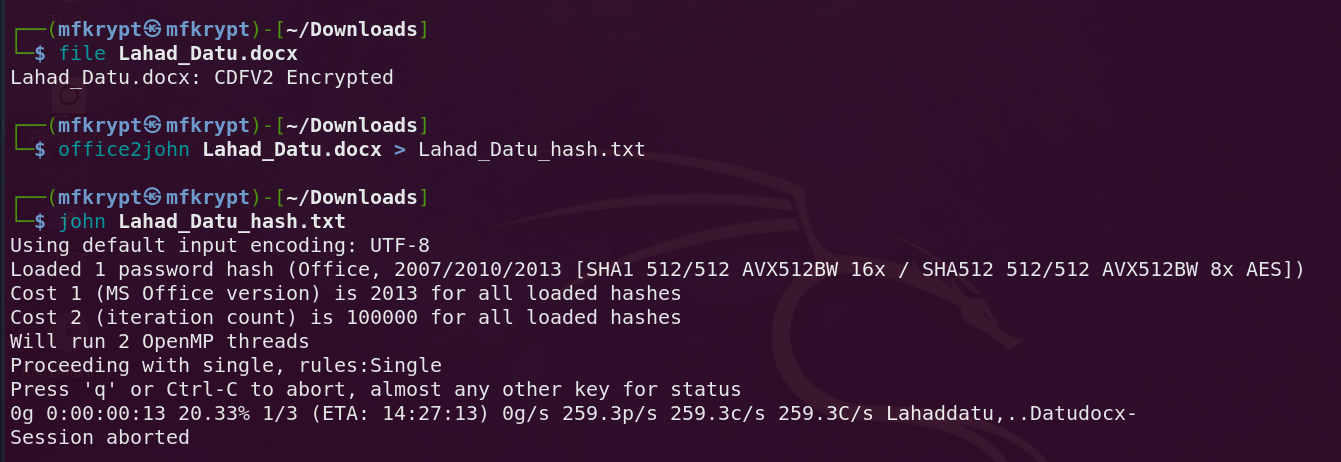 ┌──(mfkrypt㉿mfkrypt)-[~/Downloads]
└─$ file Lahad_Datu.docx
Lahad_Datu.docx: CDFV2 Encrypted
┌──(mfkrypt㉿mfkrypt)-[~/Downloads]
└─$ office2john Lahad_Datu.docx > Lahad_Datu_hash.txt
┌──(mfkrypt㉿mfkrypt)-[~/Downloads]
└─$ john Lahad_Datu_hash.txt
Using default input encoding: UTF-8
Loaded 1 password hash (Office, 2007/2010/2013 [SHA1 512/512 AVX512BW 16x / SHA512 512/512 AVX512BW 8x AES])
Cost 1 (MS Office version) is 2013 for all loaded hashes
Cost 2 (iteration count) is 100000 for all loaded hashes
Will run 2 OpenMP threads
Proceeding with single, rules:Single
Press 'q' or Ctrl-C to abort, almost any other key for status
0g 0:00:00:13 20.33% 1/3 (ETA: 14:27:13) 0g/s 259.3p/s 259.3c/s 259.3C/s Lahaddatu,..Datudocx-
Session aborted